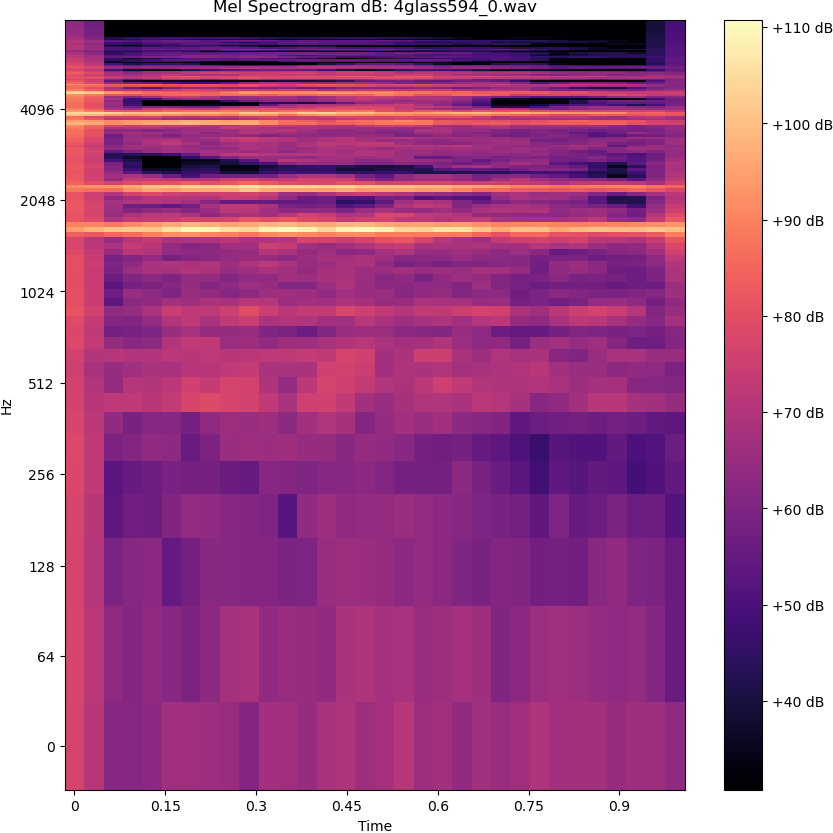 Mel Spectrogram dB: 4glass594_0.wav
+110 dB
+100 dB
+90 dB
+80 dB
+70 dB
+60 dB
+50 dB
+40 dB
Hz
4096
2048
1024
512
256
128
64
0
0 0.15 0.3 0.45 0.6 0.75 0.9
Time